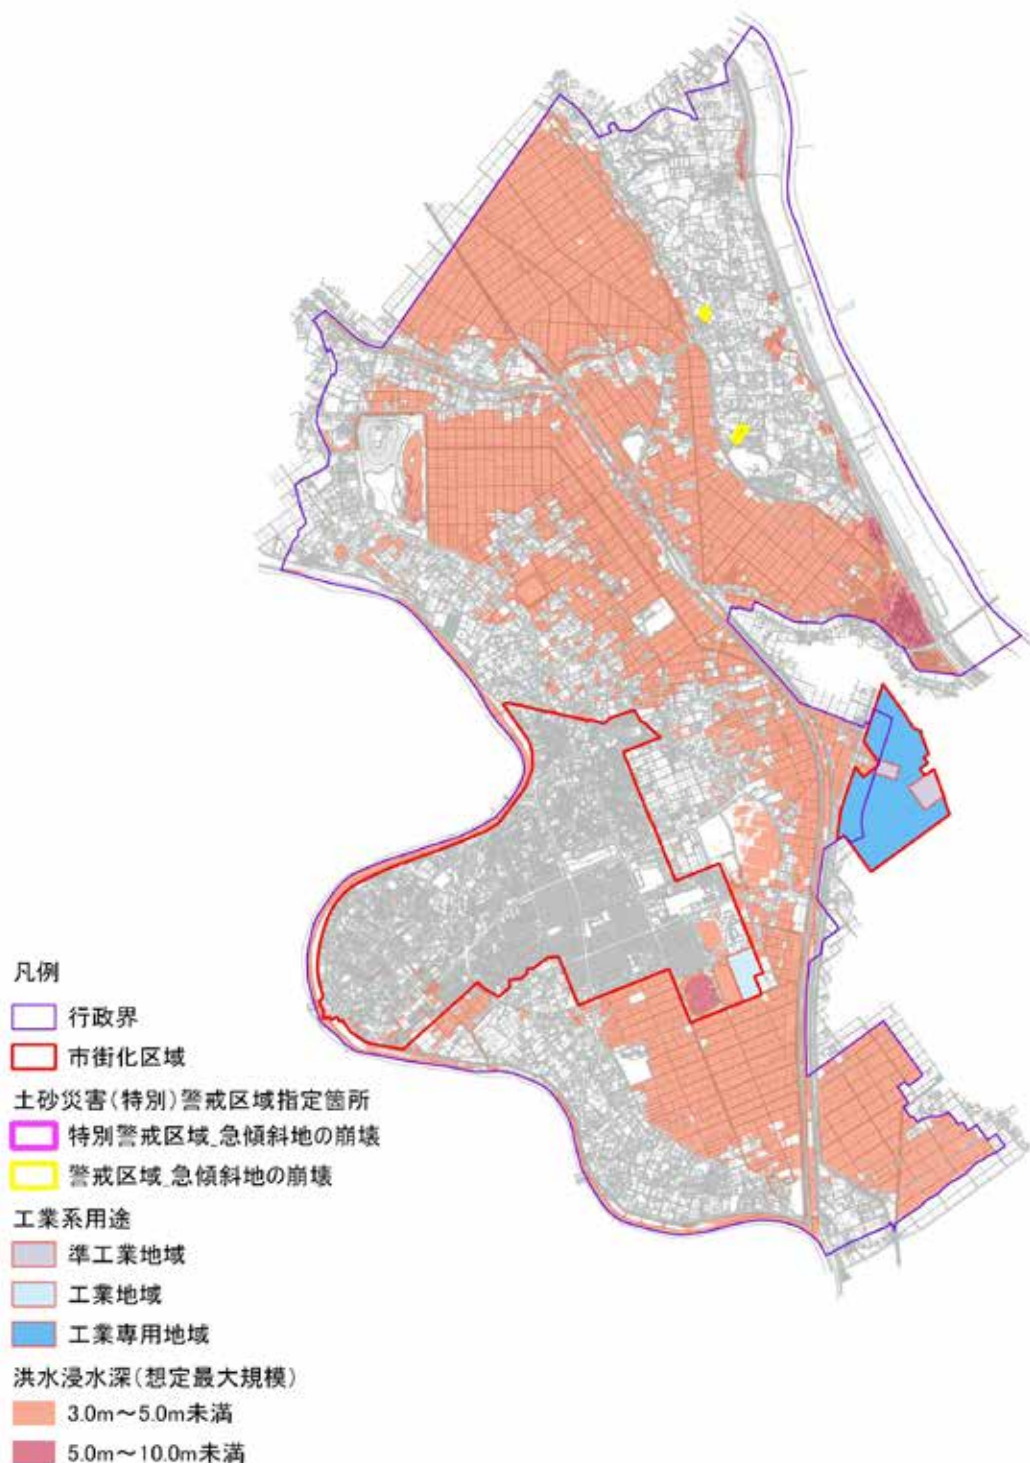 凡例
行政界
市街化区域
土砂災害(特別)警戒区域指定箇所
特別警戒区域_急傾斜地の崩壊
警戒区域_急傾斜地の崩壊
工業系用途
準工業地域
工業地域
工業専用地域
洪水浸水深(想定最大規模)
3.0m～5.0m未満
5.0m～10.0m未満